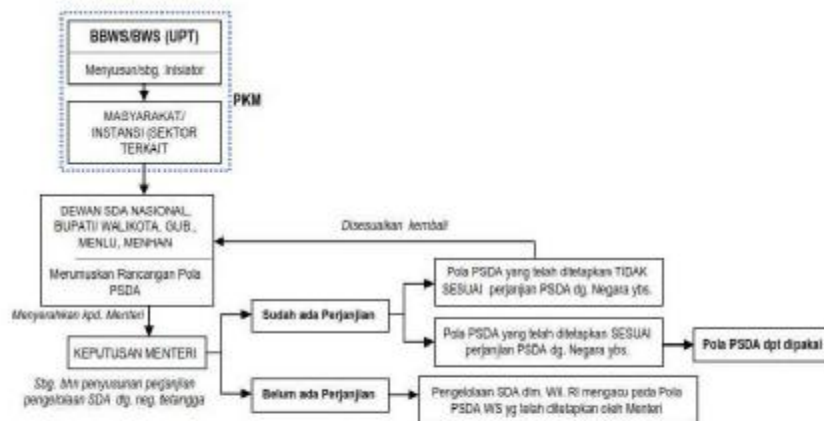 BBWS/BWS (UPT)
Menyusun/sbg. Inisiator
PKM
MASYARAKAT/
INSTANSI (SEKTOR
TERKAIT
DEWAN SDA NASIONAL,
BUPATI/ WALIKOTA, GUB.,
MENLU, MENHAN
Merumuskan Rancangan Pola
PSDA
Disesuaikan kembali
Menyerahkan kpd. Menteri
KEPUTUSAN MENTERI
Sbg. bhn penyusunan perjanjian
pengelolaan SDA dg. neg. tetangga
Sudah ada Perjanjian
Belum ada Perjanjian
Pola PSDA yang telah ditetapkan TIDAK
SESUAI perjanjian PSDA dg. Negara ybs.
Pola PSDA yang telah ditetapkan SESUAI
perjanjian PSDA dg. Negara ybs.
Pola PSDA dpt dipakai
Pengelolaan SDA dlm. Wil. RI mengacu pada Pola
PSDA WS yg telah ditetapkan oleh Menteri